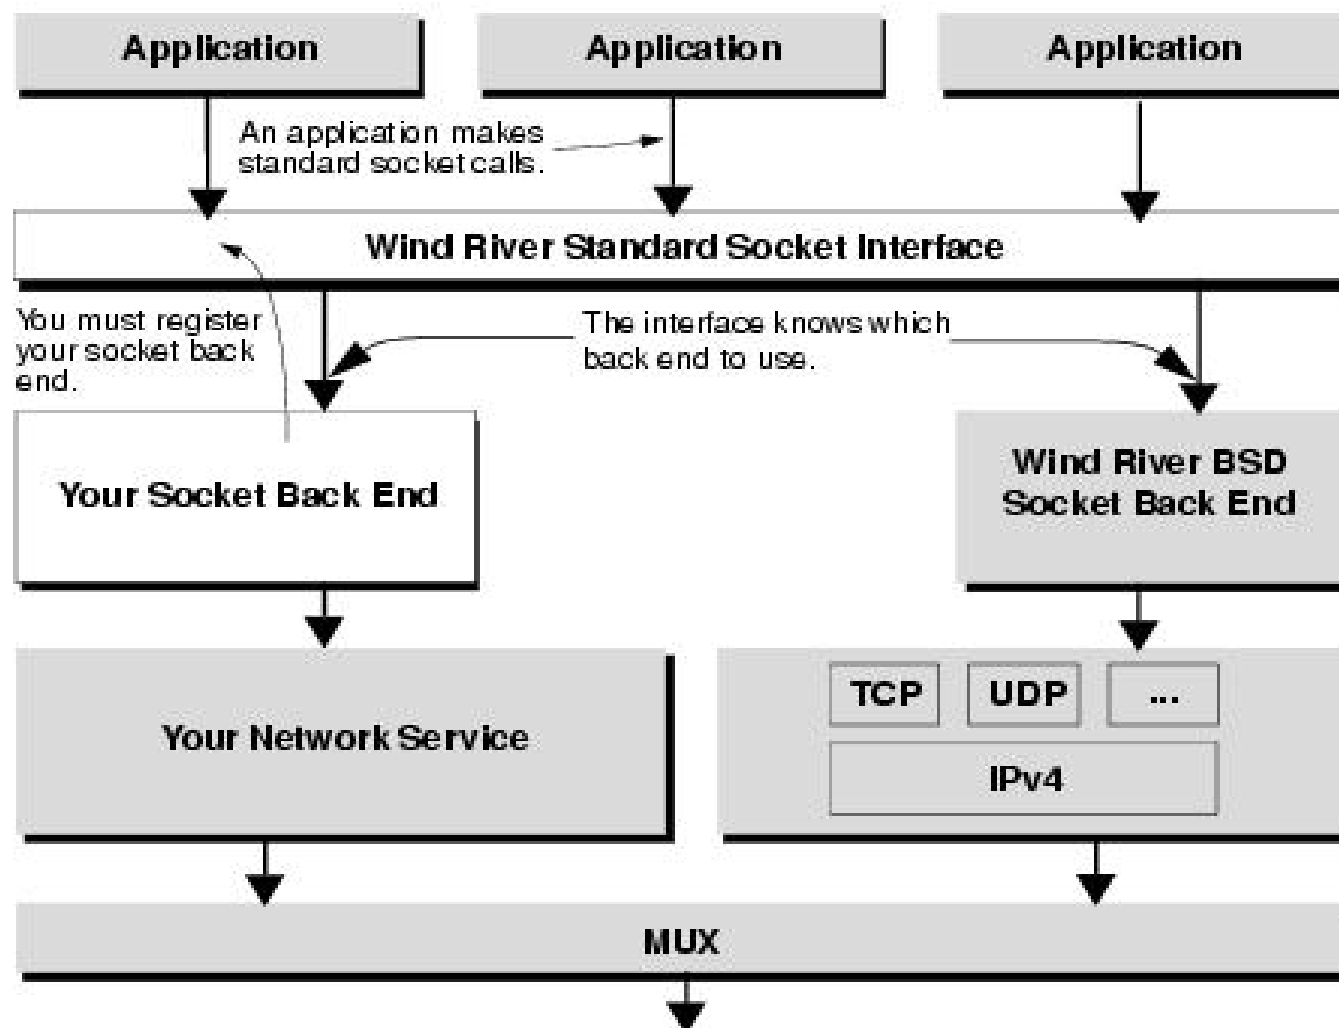 Application
Application
Application
An application makes
standard socket calls.
Wind River Standard Socket Interface
You must register
your socket back
end.
The interface knows which
back end to use.
Your Socket Back End
Wind River BSD
Socket Back End
Your Network Service
TCP
UDP
...
IPv4
MUX